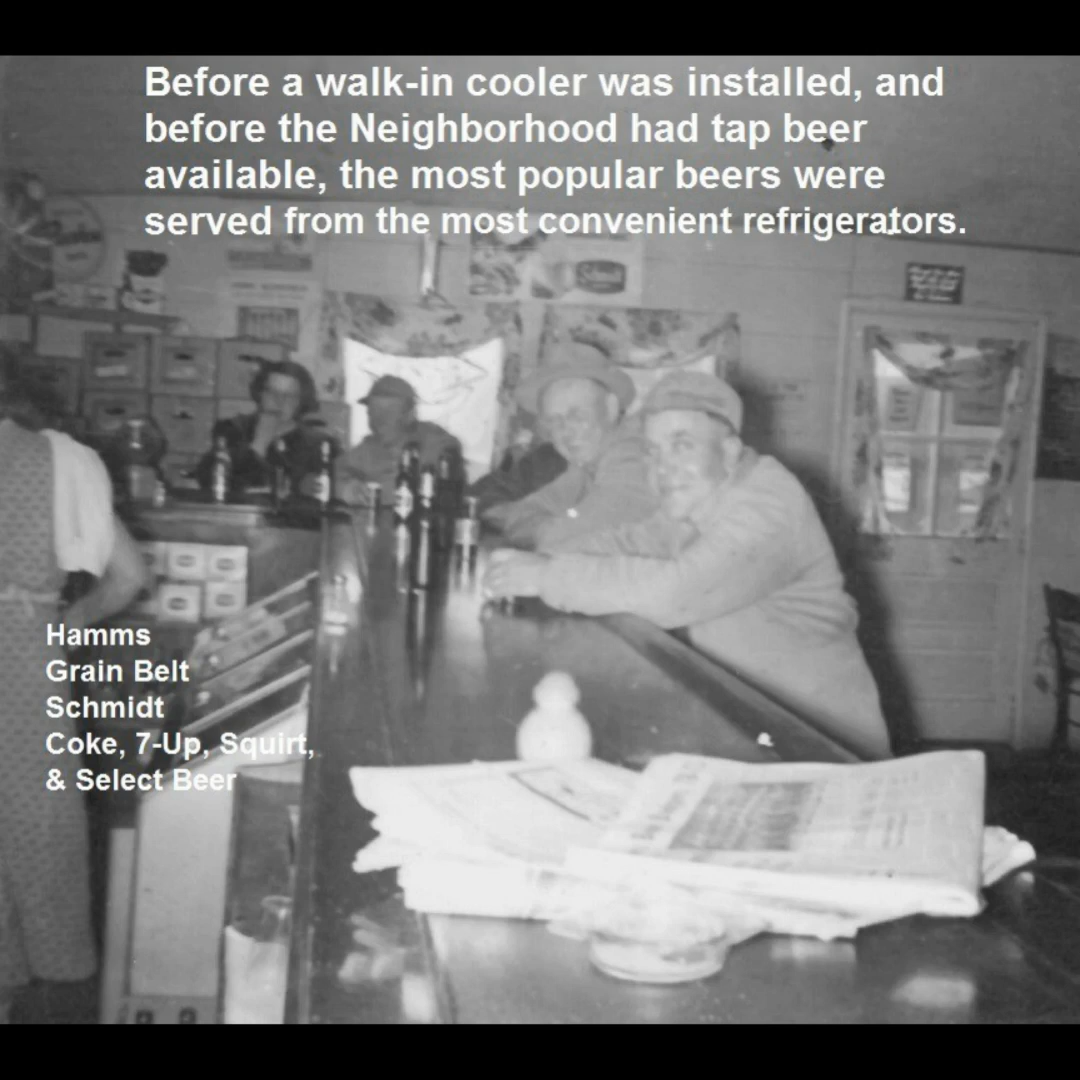 Before a walk-in cooler was installed, and
before the Neighborhood had tap beer
available, the most popular beers were
served from the most convenient refrigerators.
Schmidt
Hamms
Grain Belt
Schmidt
Coke, 7-Up, Squirt,
& Select Beer